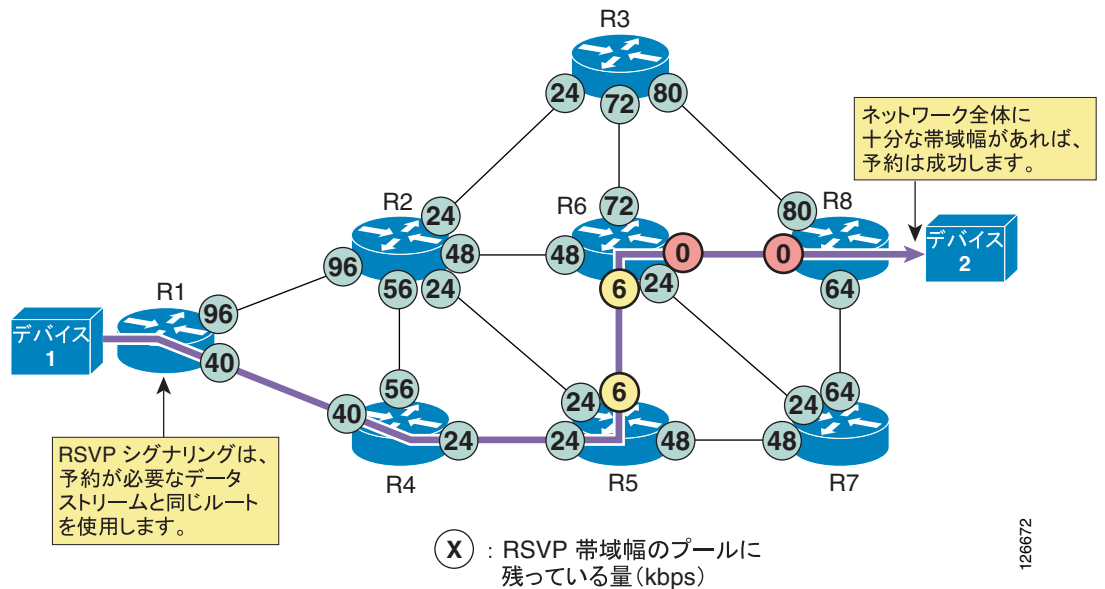 R3
24
72
80
ネットワーク全体に
十分な帯域幅があれば、
予約は成功します。
R2
24
48
96
56
24
R6
72
48
0
6
24
R8
80
0
64
デバイス
2
デバイス
1
R1
96
40
56
40
24
R4
24
6
24
48
R5
24
64
48
R7
RSVP シグナリングは、
予約が必要なデータ
ストリームと同じルート
を使用します。
X : RSVP 帯域幅のプールに
残っている量(kbps)
126672